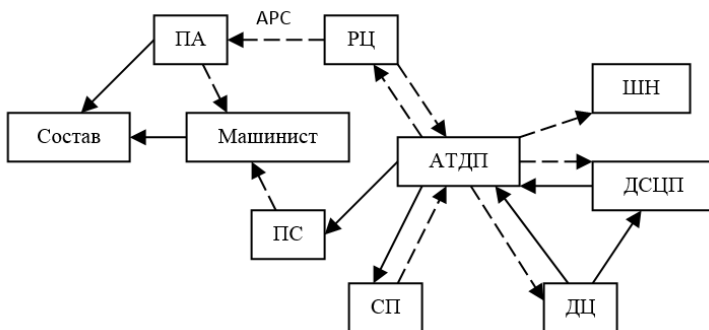 АРС
ПА
РЦ
ШН
Состав
Машинист
АТДП
ДСЦП
ПС
СП
ДЦ